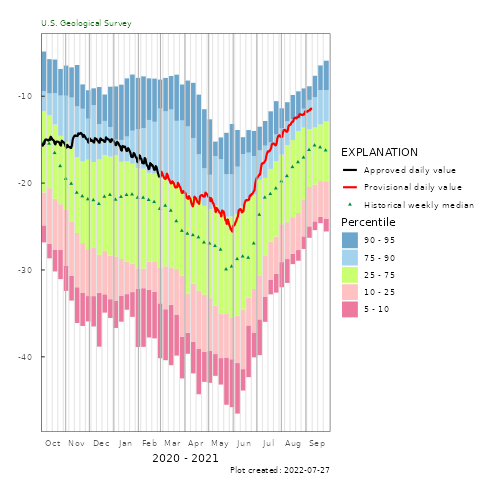 U.S. Geological Survey
-10
-20
-30
-40
Oct Nov Dec Jan Feb Mar Apr May Jun Jul Aug Sep
2020 - 2021
EXPLANATION
Approved daily value
Provisional daily value
Historical weekly median
Percentile
90 - 95
75 - 90
25 - 75
10 - 25
5 - 10
Plot created: 2022-07-27